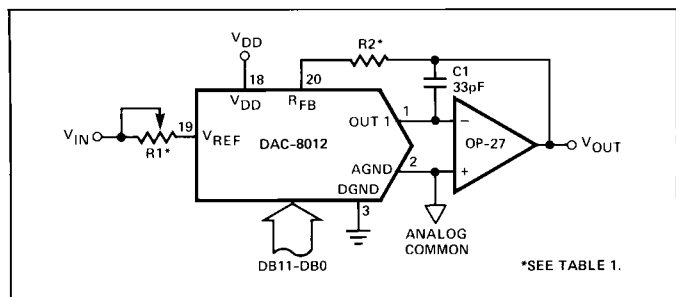 VDD
R2*
18
20
C1
33pF
VDD
RFB
1
OUT 1
−
VIN
19
VREF
DAC-8012
OP-27
VOUT
R1*
2
AGND
+
DGND
3
ANALOG
COMMON
DB11-DB0
*SEE TABLE 1.